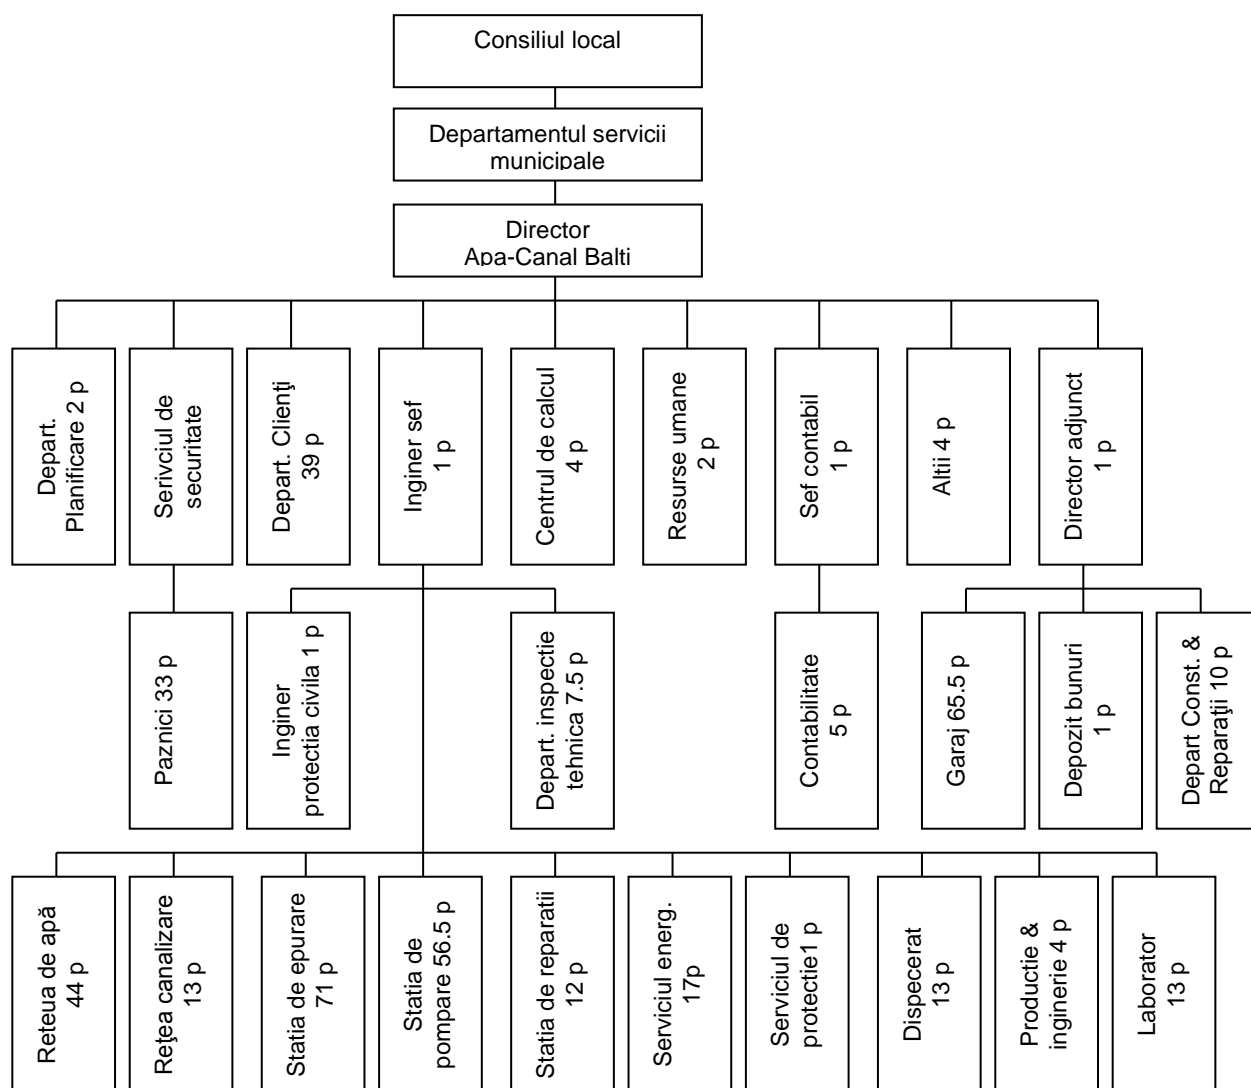 Consiliul local
Departamentul servicii
municipale
Director
Apa-Canal Balti
Depart.
Planificare 2 p
Serivciul de
securitate
Depart. Clienţi
39 p
Inginer sef
1 p
Centrul de calcul
4 p
Resurse umane
2 p
Sef contabil
1 p
Altii 4 p
Director adjunct
1 p
Paznici 33 p
Inginer
protectia civila 1 p
Depart. inspectie
tehnica 7.5 p
Contabilitate
5 p
Garaj 65.5 p
Depozit bunuri
1 p
Depart Const. &
Reparaţii 10 p
Reteua de apă
44 p
Reţea canalizare
13 p
Statia de epurare
71 p
Statia de
pompare 56.5 p
Statia de reparatii
12 p
Serviciul energ.
17p
Serviciul de
protectie1 p
Dispecerat
13 p
Productie &
inginerie 4 p
Laborator
13 p